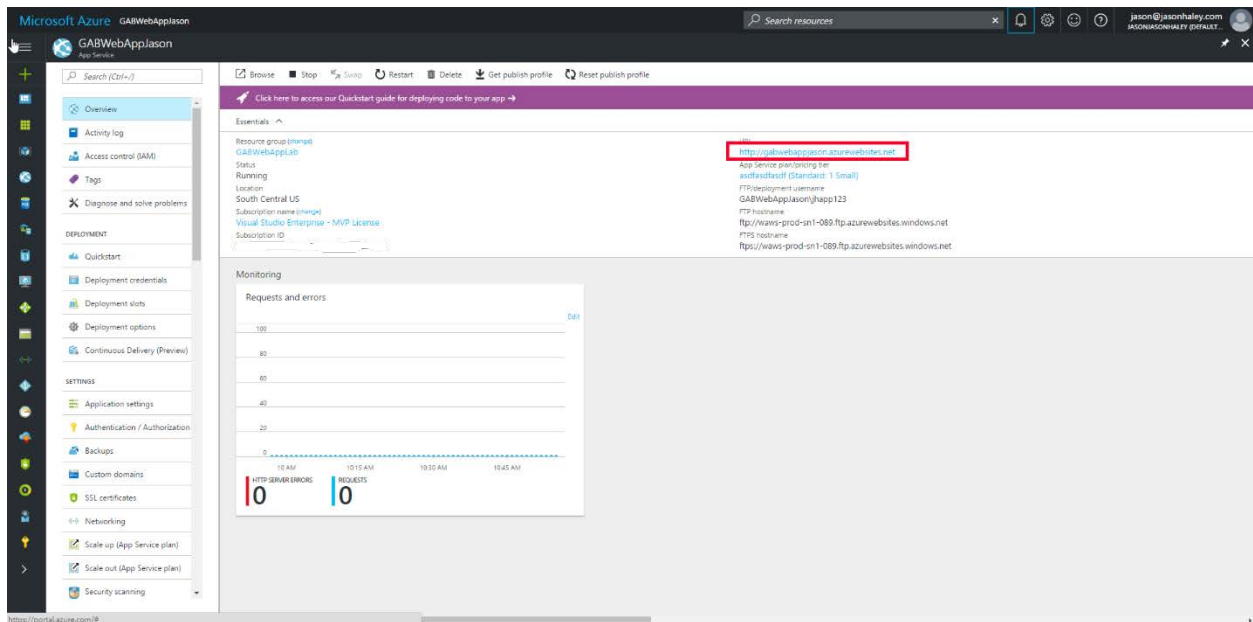 Microsoft Azure GABWebAppJason
Search resources
jason@jasonhaley.com
JASONJASONHALEY (DEFAULT...
GABWebAppJason
App Service
Search (Ctrl+/)
Browse Stop Swap Restart Delete Get publish profile Reset publish profile
Click here to access our Quickstart guide for deploying code to your app →
Overview
Activity log
Access control (IAM)
Tags
Diagnose and solve problems
DEPLOYMENT
Quickstart
Deployment credentials
Deployment slots
Deployment options
Continuous Delivery (Preview)
SETTINGS
Application settings
Authentication / Authorization
Backups
Custom domains
SSL certificates
Networking
Scale up (App Service plan)
Scale out (App Service plan)
Security scanning
Essentials
Resource group (change)
GABWebAppLab
Status
Running
Location
South Central US
Subscription name (change)
Visual Studio Enterprise - MVP License
Subscription ID
URL
http://gabwebappjason.azurewebsites.net
App Service plan/pricing tier
asdfasdfasdf (Standard: 1 Small)
FTP/deployment username
GABWebAppJason\jhapp123
FTP hostname
ftp://waws-prod-sn1-089.ftp.azurewebsites.windows.net
FTPS hostname
ftps://waws-prod-sn1-089.ftp.azurewebsites.windows.net
Monitoring
Requests and errors
Edit
100
80
60
40
20
0
10 AM 10:15 AM 10:30 AM 10:45 AM
HTTP SERVER ERRORS
0
REQUESTS
0
https://portal.azure.com/#